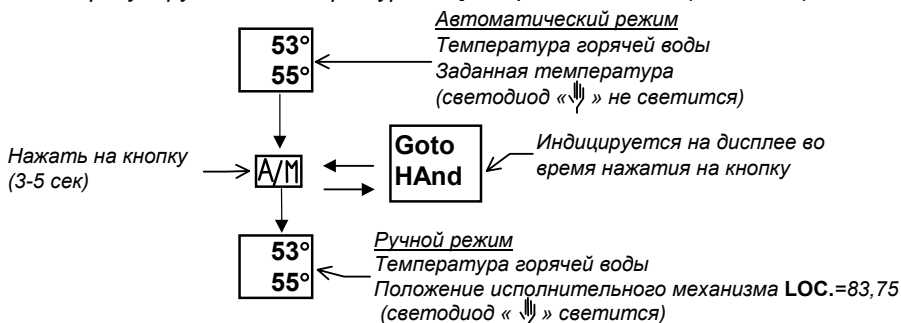 Автоматический режим
53°
Температура горячей воды
55°
Заданная температура
(светодиод « » не светится)
Нажать на кнопку
(3-5 сек)
A/M
Goto
HAnd
Индицируется на дисплее во
время нажатия на кнопку
Ручной режим
53°
Температура горячей воды
55°
Положение исполнительного механизма LOC.=83,75
(светодиод « » светится)